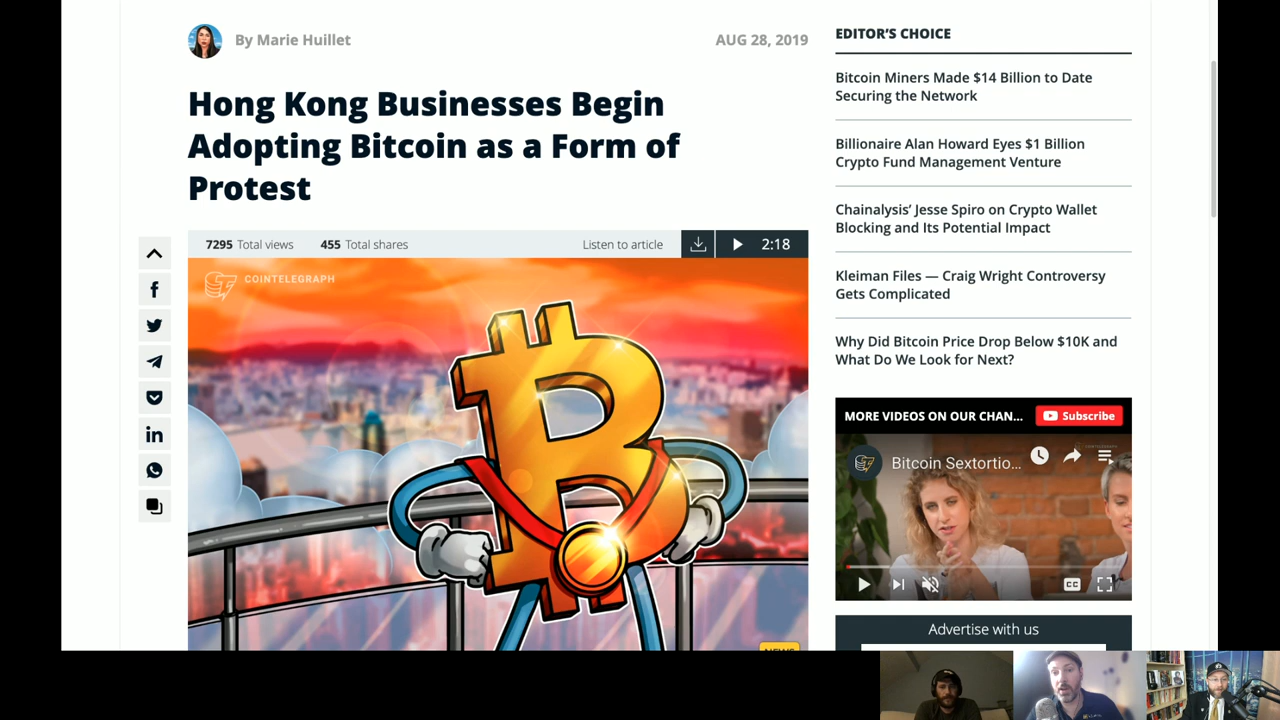 By Marie Huillet
AUG 28, 2019
Hong Kong Businesses Begin
Adopting Bitcoin as a Form of
Protest
7295 Total views
455 Total shares
Listen to article
2:18
COINTELEGRAPH
EDITOR'S CHOICE
Bitcoin Miners Made $14 Billion to Date
Securing the Network
Billionaire Alan Howard Eyes $1 Billion
Crypto Fund Management Venture
Chainalysis’ Jesse Spiro on Crypto Wallet
Blocking and Its Potential Impact
Kleiman Files — Craig Wright Controversy
Gets Complicated
Why Did Bitcoin Price Drop Below $10K and
What Do We Look for Next?
MORE VIDEOS ON OUR CHAN...
Subscribe
Bitcoin Sextortio...
CC
Advertise with us